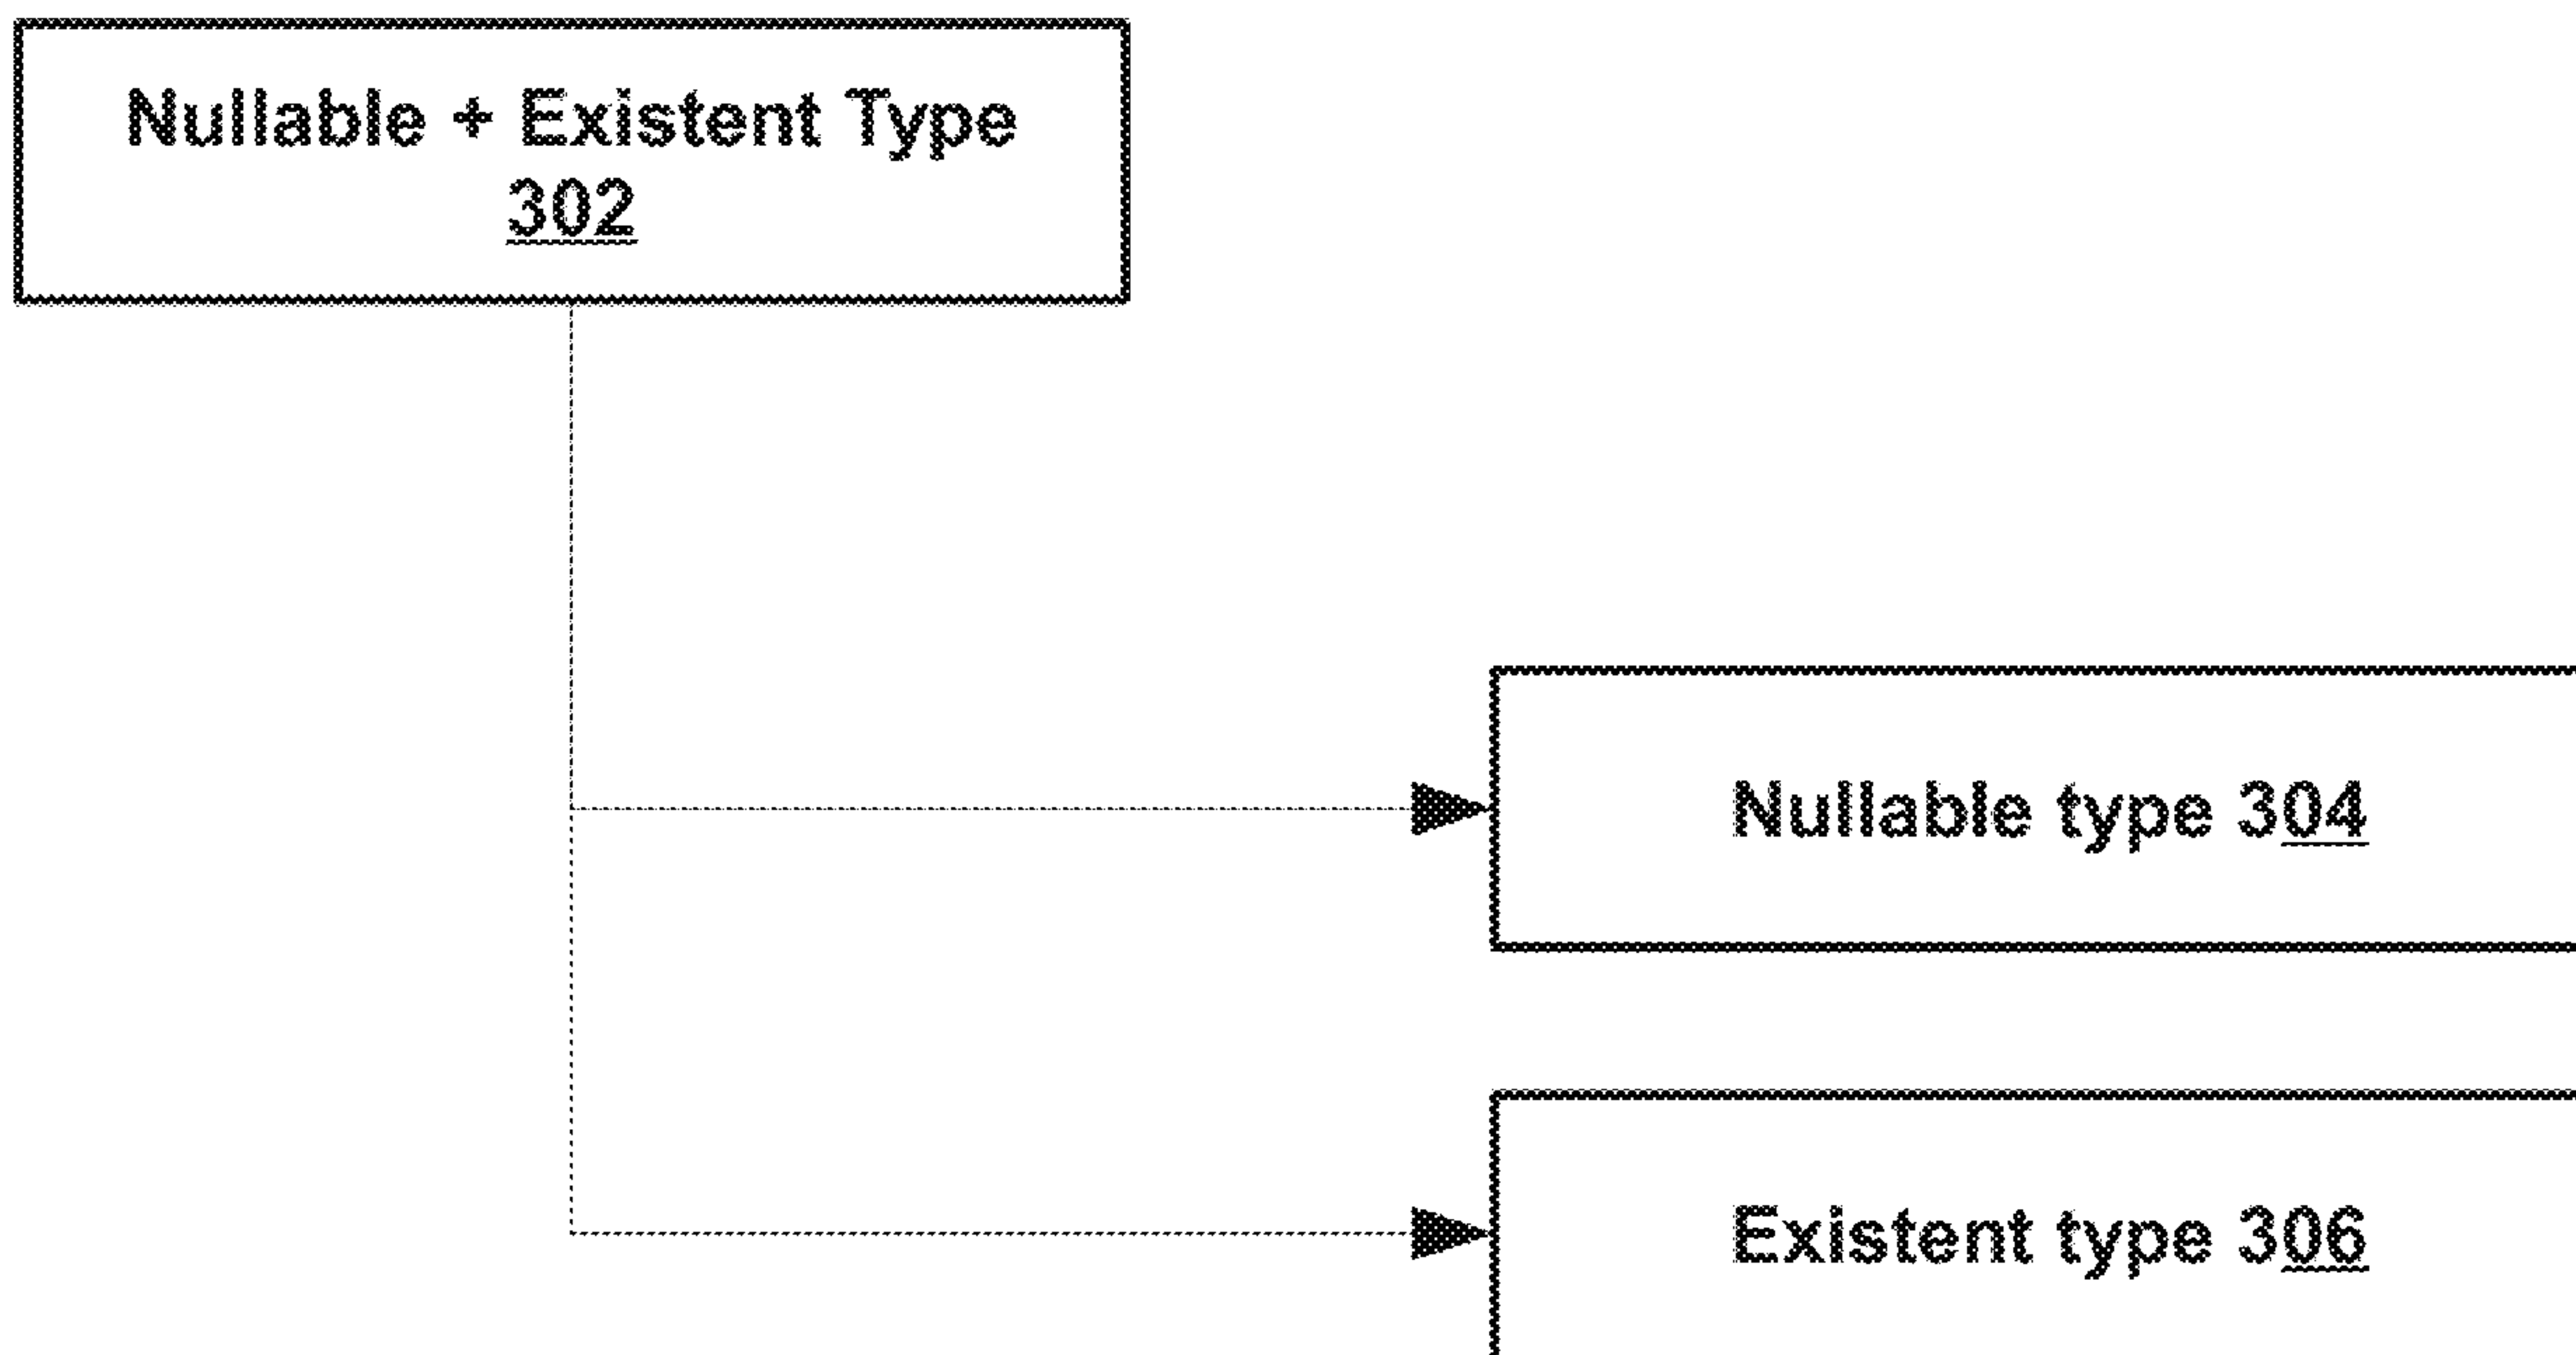 Nullable + Existent Type
302
Nullable type 304
Existent type 306